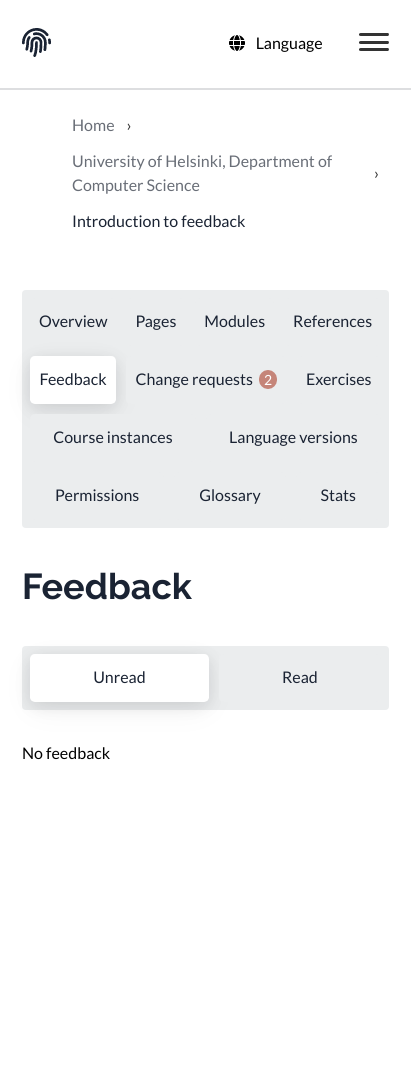 Language
Home ›
University of Helsinki, Department of
Computer Science ›
Introduction to feedback
Overview Pages Modules References
Feedback Change requests 2 Exercises
Course instances Language versions
Permissions Glossary Stats
Feedback
Unread Read
No feedback